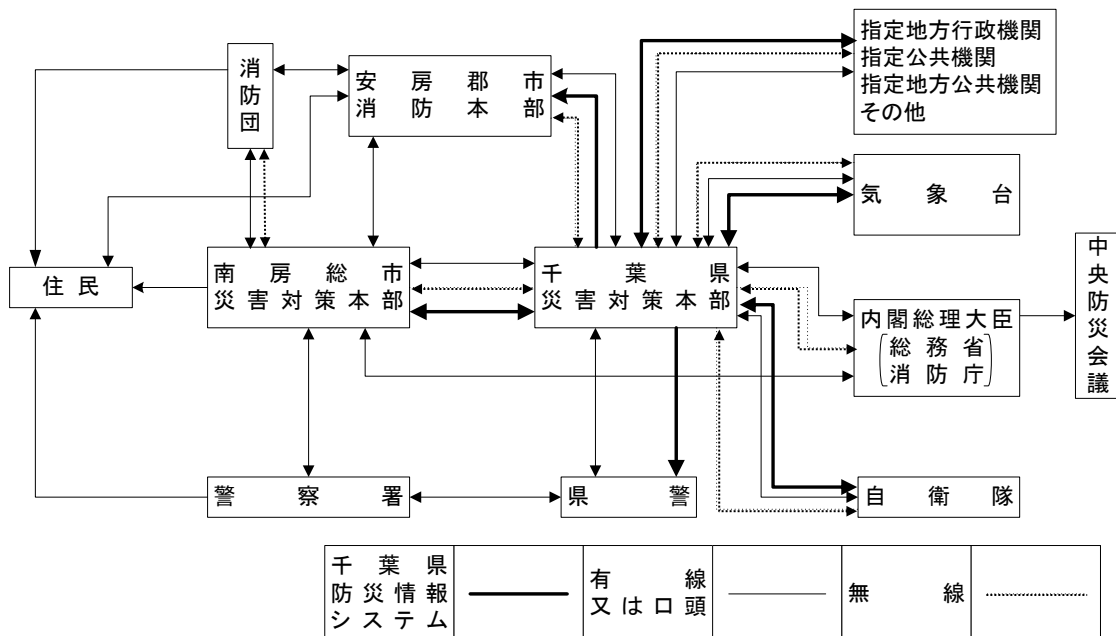 消防団
安房郡市
消防本部
指定地方行政機関
指定公共機関
指定地方公共機関
その他
気象台
住民
南房総市
災害対策本部
千葉県
災害対策本部
内閣総理大臣
総務省
消防庁
中央防災会議
警察署
県警
自衛隊
千葉県
防災情報
システム
有線
又は口頭
無線